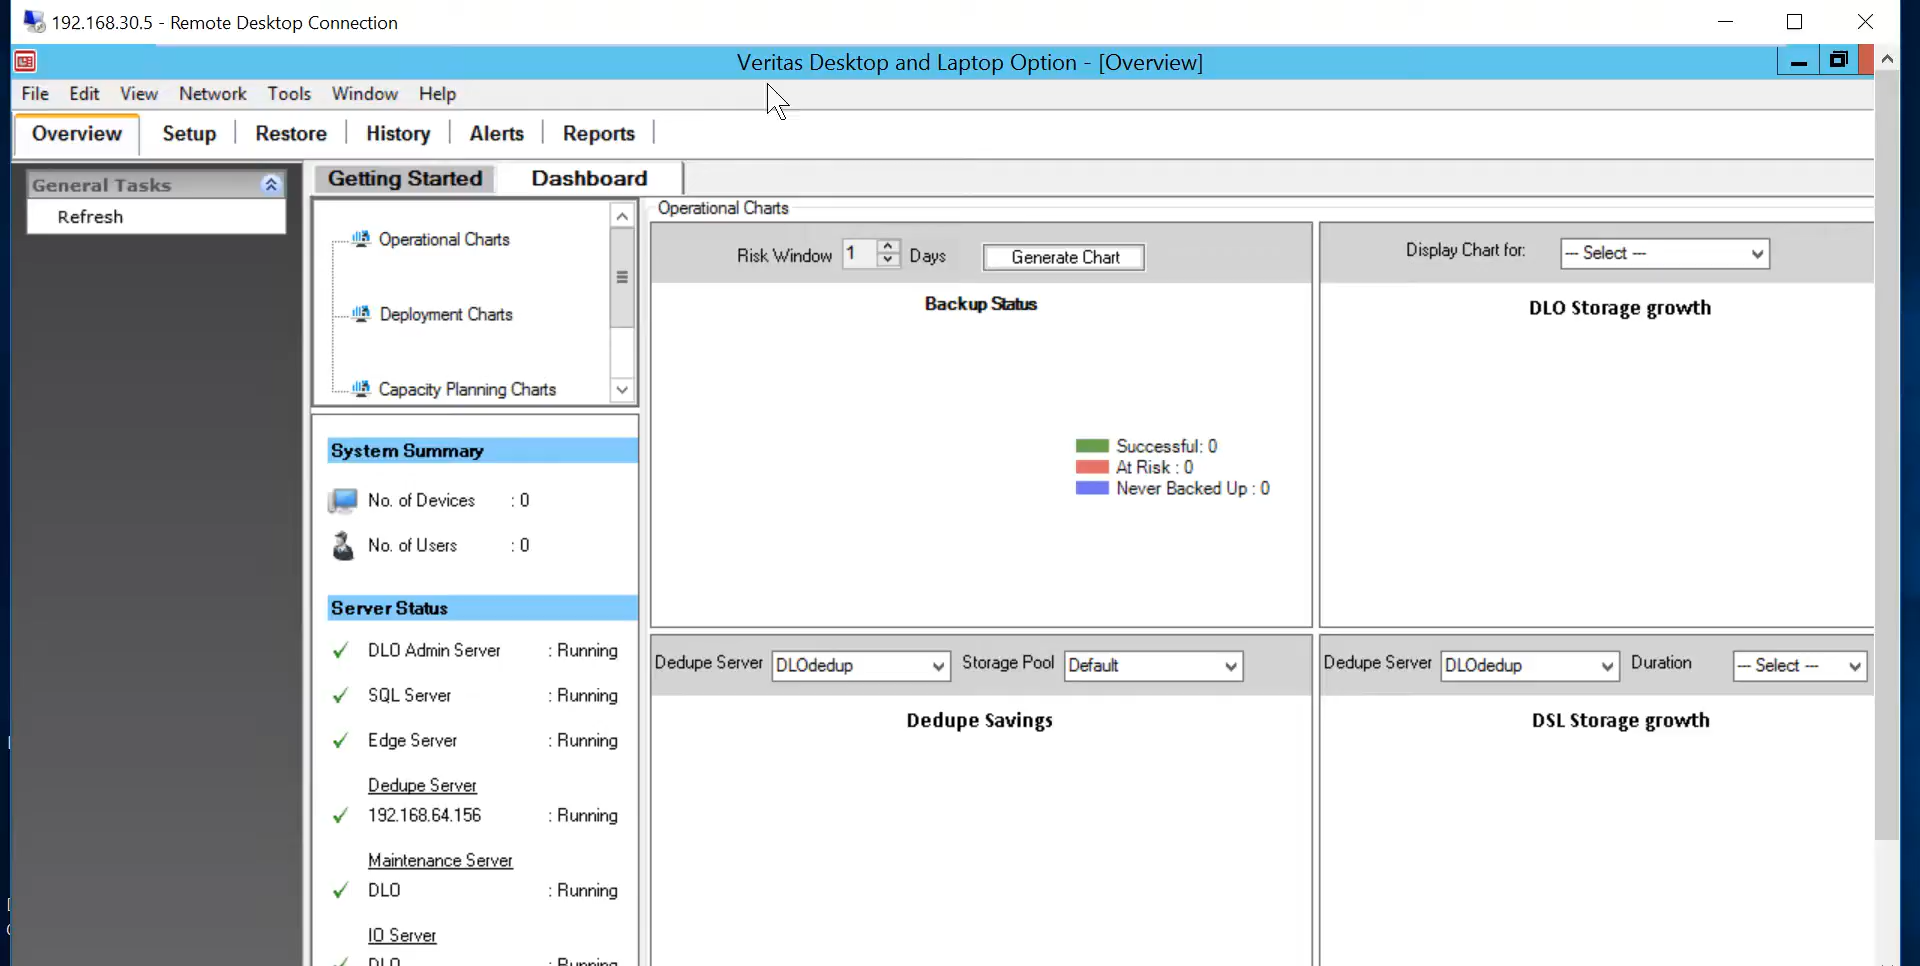 192.168.30.5 - Remote Desktop Connection
Veritas Desktop and Laptop Option - [Overview]
File Edit View Network Tools Window Help
Overview Setup Restore History Alerts Reports
General Tasks
Refresh
Getting Started Dashboard
Operational Charts
Deployment Charts
Capacity Planning Charts
System Summary
No. of Devices : 0
No. of Users : 0
Server Status
DLO Admin Server : Running
SQL Server : Running
Edge Server : Running
Dedupe Server
192.168.64.156 : Running
Maintenance Server
DLO : Running
IO Server
DLO : Running
Operational Charts
Risk Window 1 Days Generate Chart
Backup Status
Successful: 0
At Risk : 0
Never Backed Up : 0
Display Chart for: --- Select ---
DLO Storage growth
Dedupe Server DLOdedup Storage Pool Default
Dedupe Savings
Dedupe Server DLOdedup Duration --- Select ---
DSL Storage growth